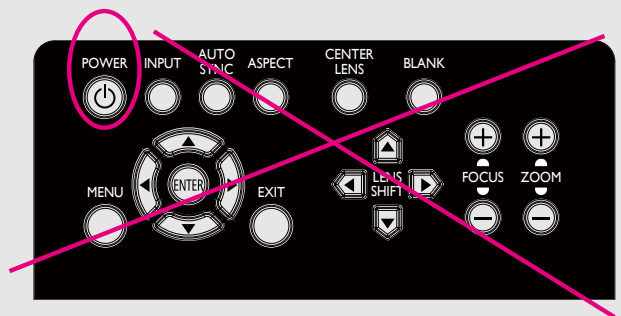 POWER
INPUT
AUTO
SYNC
ASPECT
CENTER
LENS
BLANK
MENU
ENTER
EXIT
LENS
SHIFT
FOCUS
ZOOM